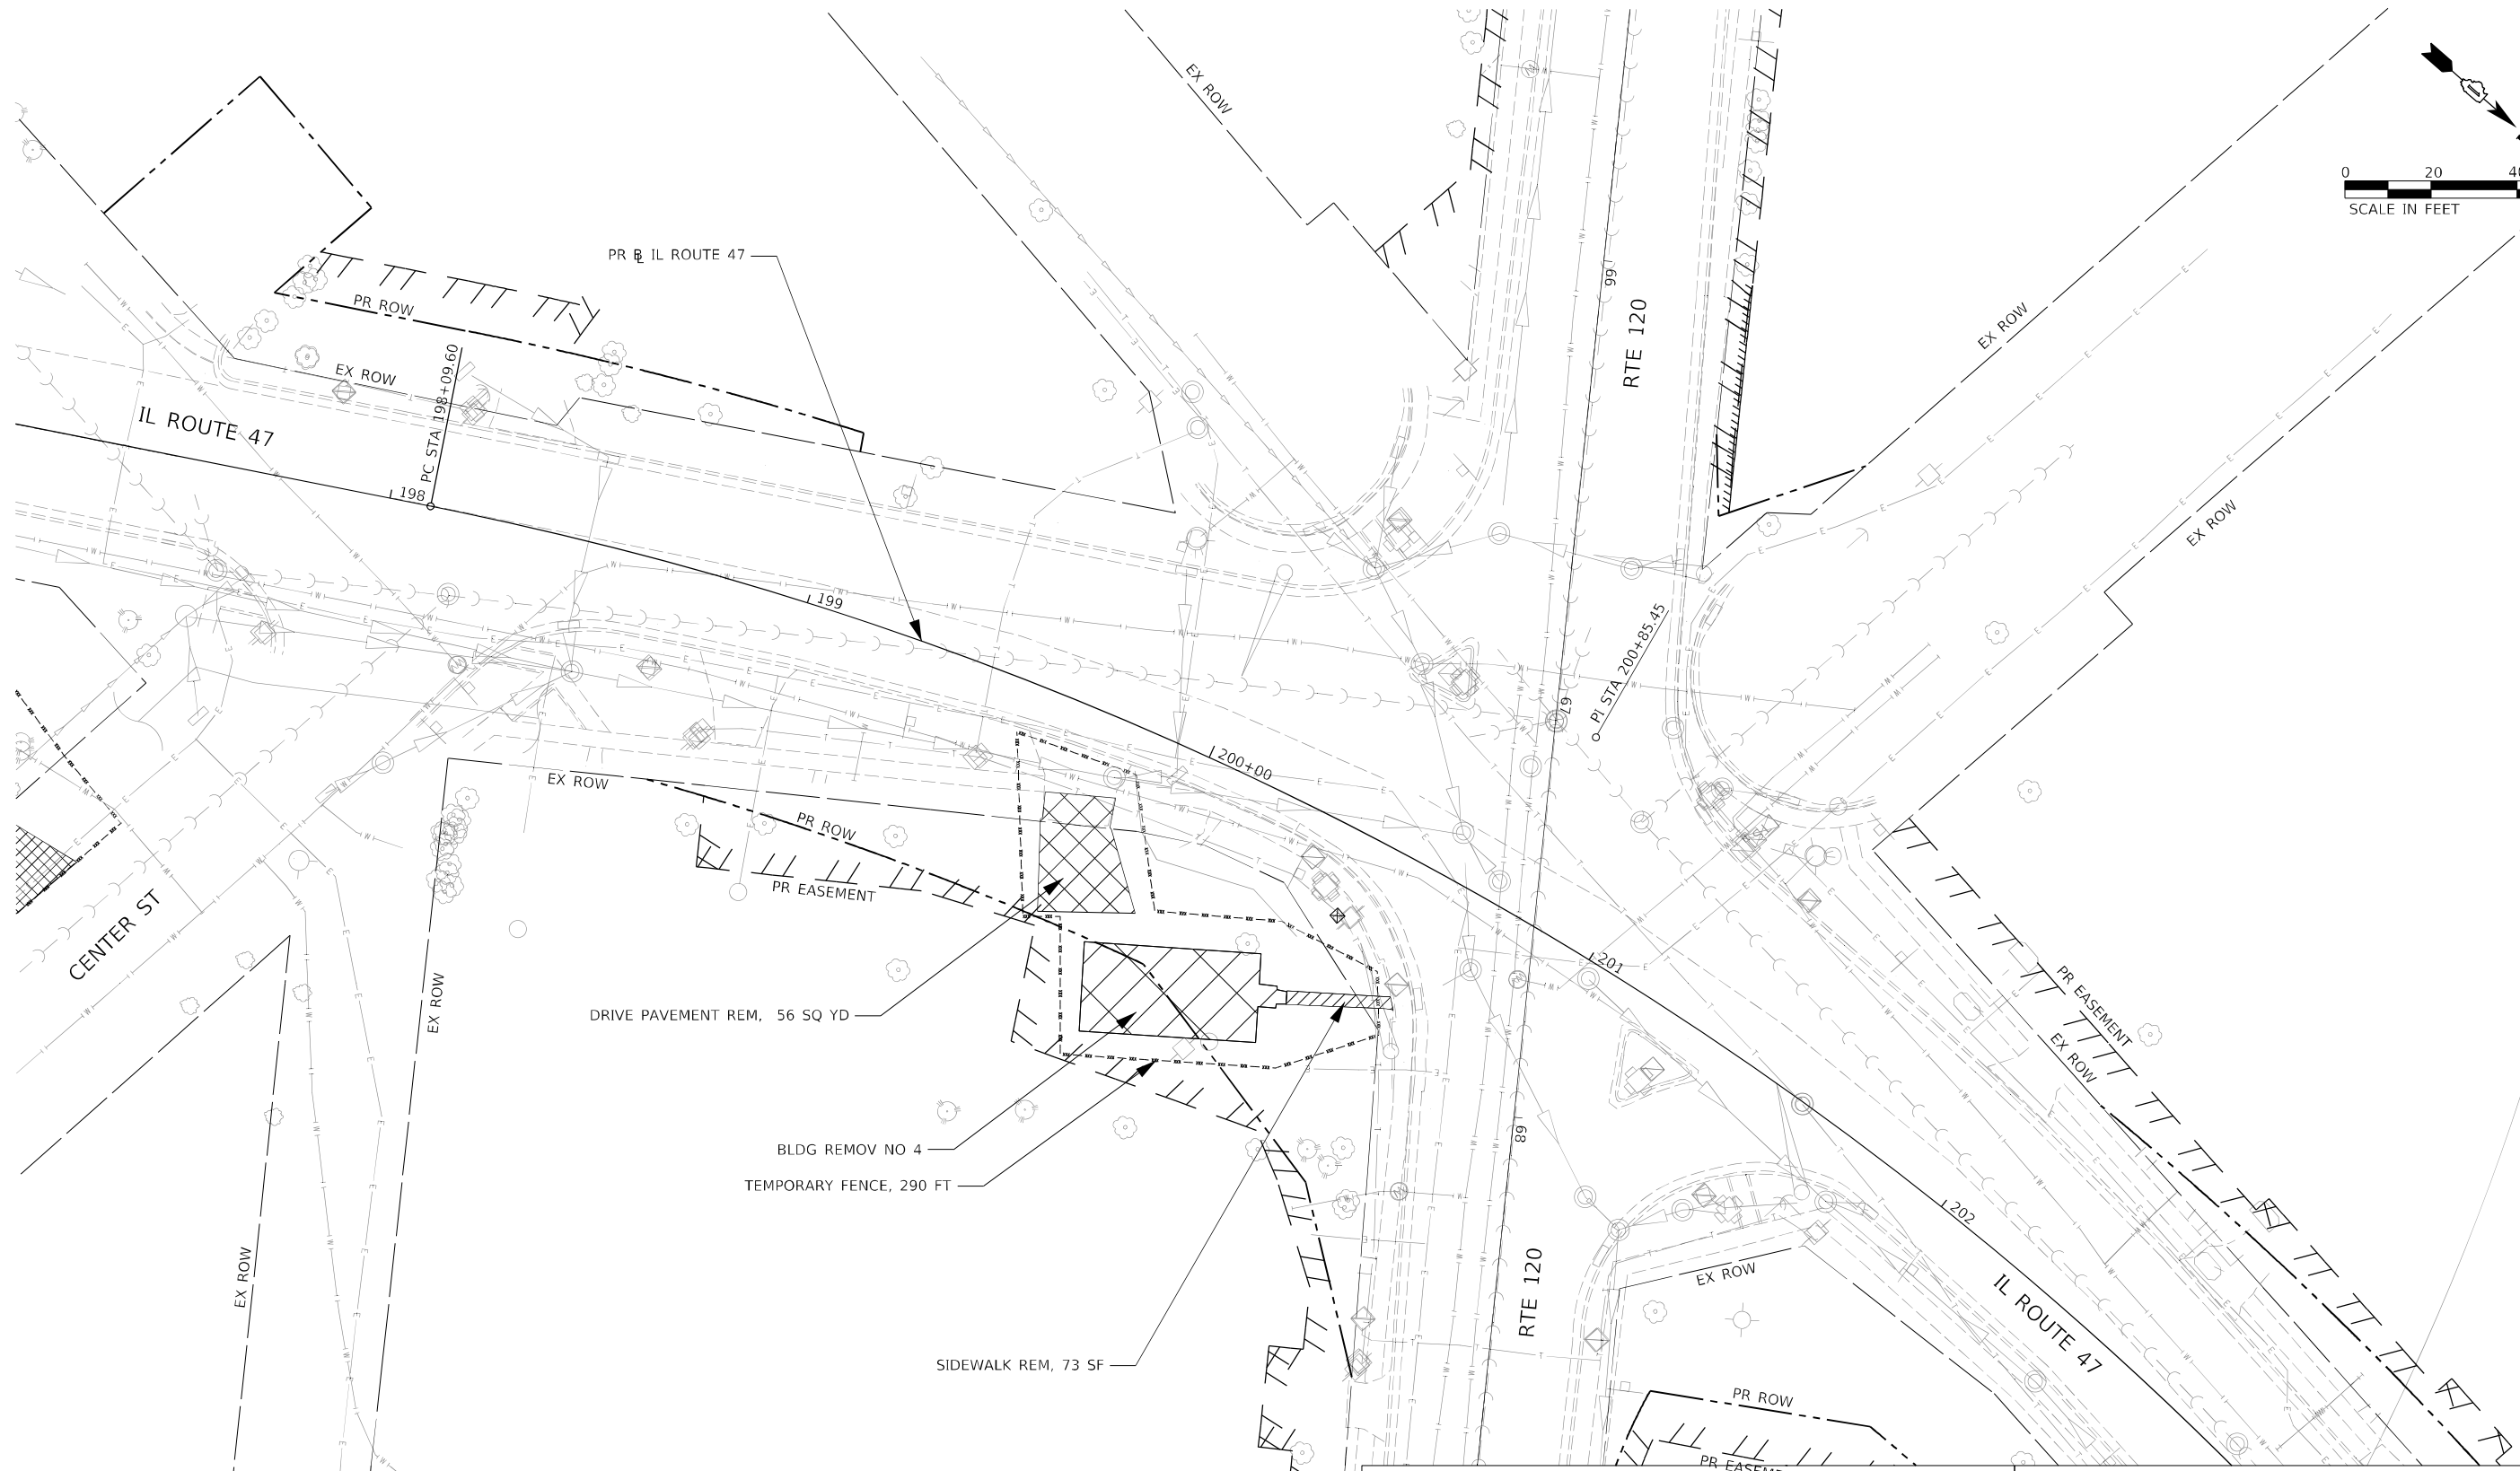 EX ROW
0 20
SCALE IN FEET
PR BL IL ROUTE 47
66
PR ROW
RTE 120
EX ROW
EX ROW
PC STA 198+09.60
IL ROUTE 47
198
EX ROW
199
PI STA 200+85.45
67
200+00
EX ROW
PR ROW
PR EASEMENT
CENTER ST
201
PR EASEMENT
EX ROW
EX ROW
DRIVE PAVEMENT REM, 56 SQ YD
68
BLDG REMOV NO 4
TEMPORARY FENCE, 290 FT
202
EX ROW
RTE 120
EX ROW
IL ROUTE 47
SIDEWALK REM, 73 SF
PR ROW